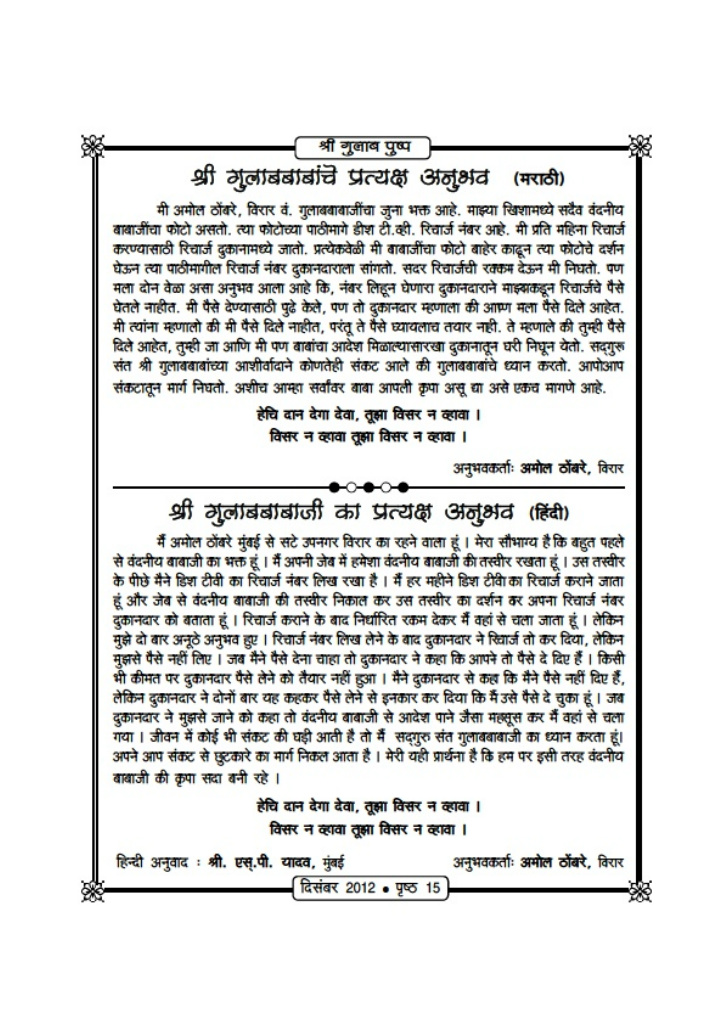 श्री गुलाब पुष्प
श्री गुलाबबाबांचे प्रत्यक्ष अनुभव (मराठी)
मी अमोल ठोंबरे, विरार वं. गुलाबबाबाजींचा जुना भक्त आहे. माझ्या खिशामध्ये सदैव वंदनीय
बाबाजींचा फोटो असतो. त्या फोटोच्या पाठीमागे डीश टी.व्ही. रिचार्ज नंबर आहे. मी प्रति महिना रिचार्ज
करण्यासाठी रिचार्ज दुकानामध्ये जातो. प्रत्येकवेळी मी बाबाजींचा फोटो बाहेर काढून त्या फोटोचे दर्शन
घेऊन त्या पाठीमागील रिचार्ज नंबर दुकानदाराला सांगतो. सदर रिचार्जची रक्कम देऊन मी निघतो. पण
मला दोन वेळा असा अनुभव आला आहे कि, नंबर लिहून घेणारा दुकानदाराने माझ्याकडून रिचार्जचे पैसे
घेतले नाहीत. मी पैसे देण्यासाठी पुढे केले, पण तो दुकानदार म्हणाला की आपण मला पैसे दिले आहेत.
मी त्यांना म्हणालो की मी पैसे दिले नाहीत, परंतू ते पैसे घ्यायलाच तयार नाही. ते म्हणाले की तुम्ही पैसे
दिले आहेत, तुम्ही जा आणि मी पण बाबांचा आदेश मिळाल्यासारखा दुकानातून घरी निघून येतो. सद्‌गुरू
संत श्री गुलाबबाबांच्या आशीर्वादाने कोणतेही संकट आले की गुलाबबाबांचे ध्यान करतो. आपोआप
संकटातून मार्ग निघतो. अशीच आम्हा सर्वांवर बाबा आपली कृपा असू द्या असे एकच मागणे आहे.
हेचि दान देगा देवा, तूझा विसर न व्हावा ।
विसर न व्हावा तूझा विसर न व्हावा ।
अनुभवकर्ताः अमोल ठोंबरे, विरार
श्री गुलाबबाबाजी का प्रत्यक्ष अनुभव (हिंदी)
मैं अमोल ठोंबरे मुंबई से सटे उपनगर विरार का रहने वाला हूं । मेरा सौभाग्य है कि बहुत पहले
से वंदनीय बाबाजी का भक्त हूं । मैं अपनी जेब में हमेशा वंदनीय बाबाजी की तस्वीर रखता हूं । उस तस्वीर
के पीछे मैने डिश टीवी का रिचार्ज नंबर लिख रखा है । मैं हर महीने डिश टीवी का रिचार्ज कराने जाता
हूं और जेब से वंदनीय बाबाजी की तस्वीर निकाल कर उस तस्वीर का दर्शन कर अपना रिचार्ज नंबर
दुकानदार को बताता हूं । रिचार्ज कराने के बाद निर्धारित रकम देकर मैं वहां से चला जाता हूं । लेकिन
मुझे दो बार अनूठे अनुभव हुए । रिचार्ज नंबर लिख लेने के बाद दुकानदार ने रिचार्ज तो कर दिया, लेकिन
मुझसे पैसे नहीं लिए । जब मैने पैसे देना चाहा तो दुकानदार ने कहा कि आपने तो पैसे दे दिए हैं । किसी
भी कीमत पर दुकानदार पैसे लेने को तैयार नहीं हुआ । मैने दुकानदार से कहा कि मैने पैसे नहीं दिए हैं,
लेकिन दुकानदार ने दोनों बार यह कहकर पैसे लेने से इनकार कर दिया कि मैं उसे पैसे दे चुका हूं । जब
दुकानदार ने मुझसे जाने को कहा तो वंदनीय बाबाजी से आदेश पाने जैसा महसूस कर मैं वहां से चला
गया । जीवन में कोई भी संकट की घड़ी आती है तो मैं सद्‌गुरु संत गुलाबबाबाजी का ध्यान करता हूं।
अपने आप संकट से छुटकारे का मार्ग निकल आता है । मेरी यही प्रार्थना है कि हम पर इसी तरह वंदनीय
बाबाजी की कृपा सदा बनी रहे ।
हेचि दान देगा देवा, तूझा विसर न व्हावा ।
विसर न व्हावा तूझा विसर न व्हावा ।
हिन्दी अनुवाद : श्री. एस्.पी. यादव, मुंबई अनुभवकर्ताः अमोल ठोंबरे, विरार
दिसंबर 2012 ● पृष्ठ 15